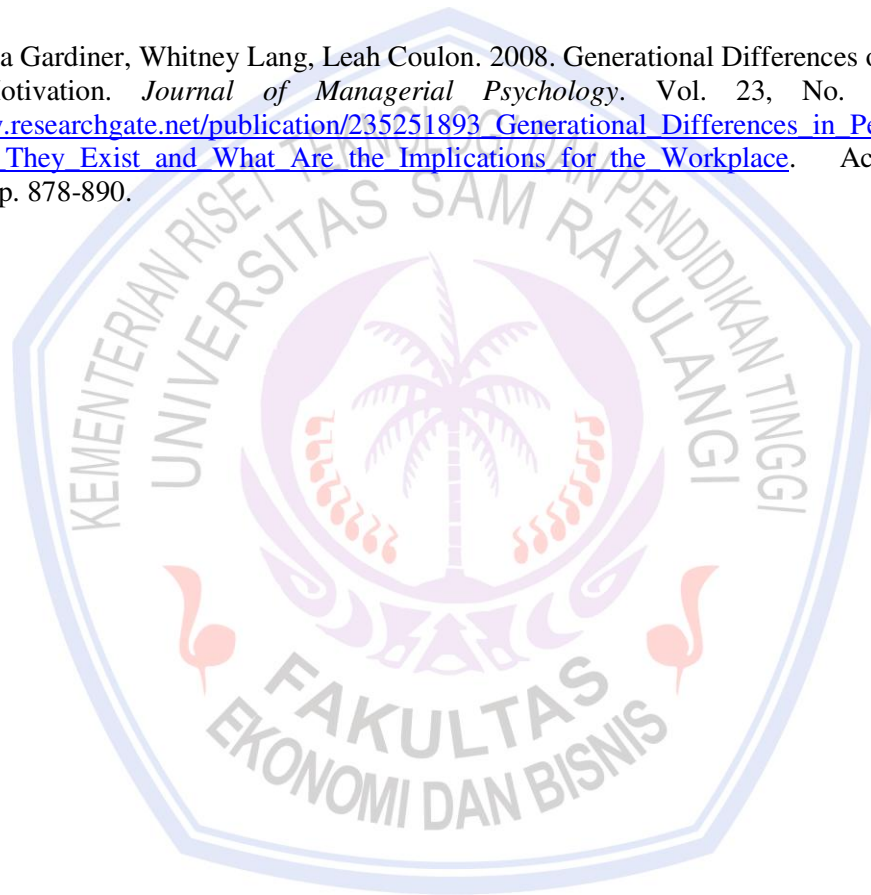 a Gardiner, Whitney Lang, Leah Coulon. 2008. Generational Differences
otivation. Journal of Managerial Psychology. Vol. 23, No.
.researchgate.net/publication/235251893_Generational_Differences_in_Pe
_They_Exist_and_What_Are_the_Implications_for_the_Workplace. Ac
p. 878-890.
KEMENTERIAN RISET TEKNOLOGI DAN PENDIDIKAN TINGGI
UNIVERSITAS SAM RATULANGI
FAKULTAS
EKONOMI DAN BISNIS